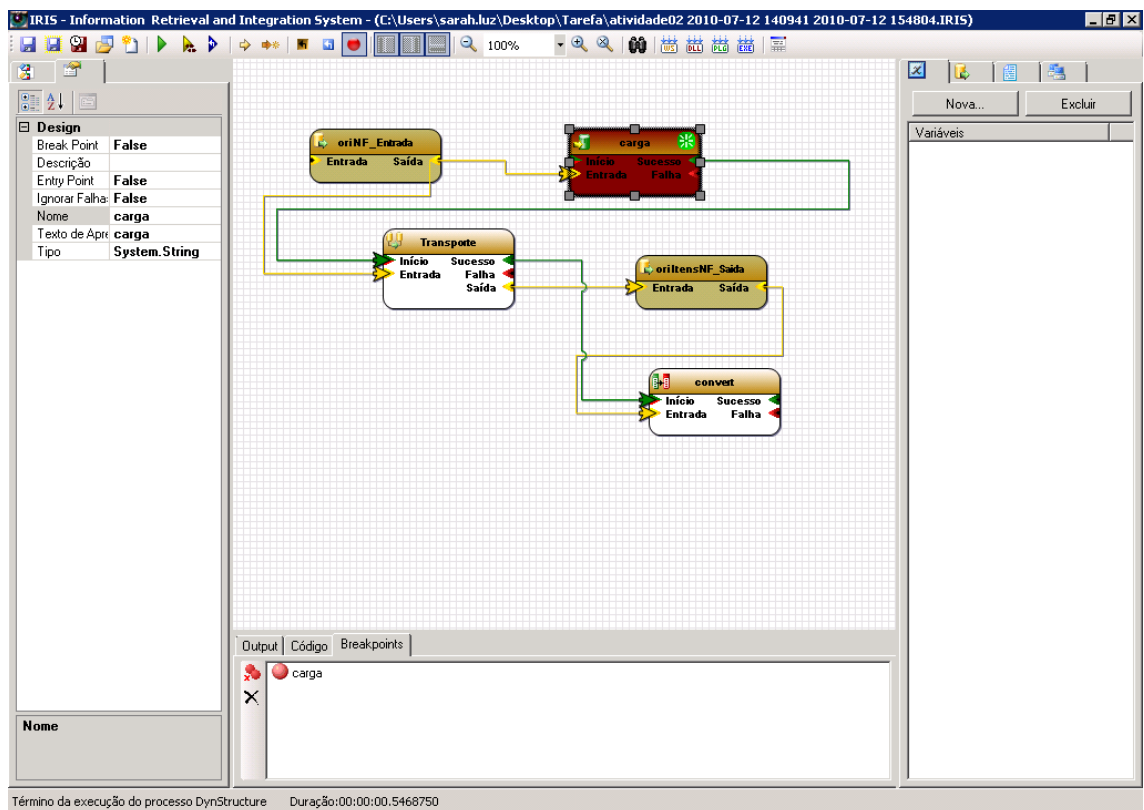 IRIS - Information Retrieval and Integration System - (C:\Users\sarah.luz\Desktop\Tarefa\atividade02 2010-07-12 140941 2010-07-12 154804.IRIS)
100%
WS DLL PLG EXE
Design
Break Point False
Descrição
Entry Point False
Ignorar Falha: False
Nome carga
Texto de Apre carga
Tipo System.String
Nome
oriNF_Entrada
Entrada Saída
carga
Início Sucesso
Entrada Falha
Transporte
Início Sucesso
Entrada Falha
Saída
oriItensNF_Saida
Entrada Saída
convert
Início Sucesso
Entrada Falha
Output Código Breakpoints
carga
Nova... Excluir
Variáveis
Término da execução do processo DynStructure Duração:00:00:00.5468750